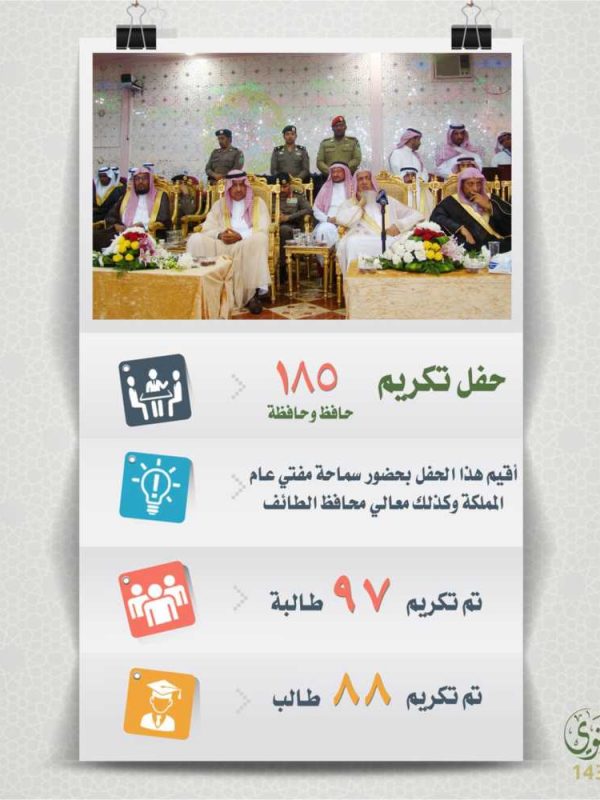 حفل تكريم ١٨٥
حافظ وحافظة
أقيم هذا الحفل بحضور سماحة مفتي عام
المملكة وكذلك معالي محافظ الطائف
تم تكريم ٩٧ طالبة
تم تكريم ٨٨ طالب